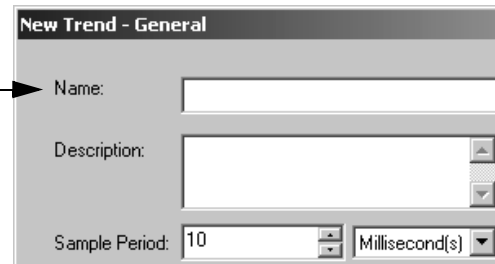 New Trend - General
Name:
Description:
Sample Period: 10 Millisecond(s)